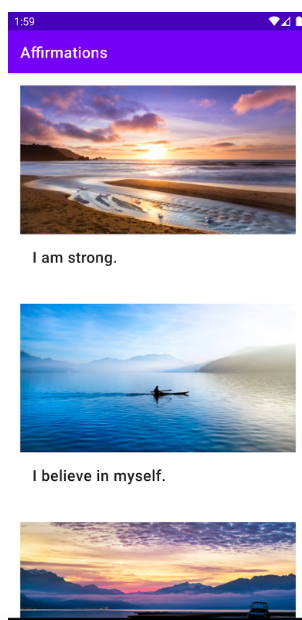 1:59
Affirmations
I am strong.
I believe in myself.